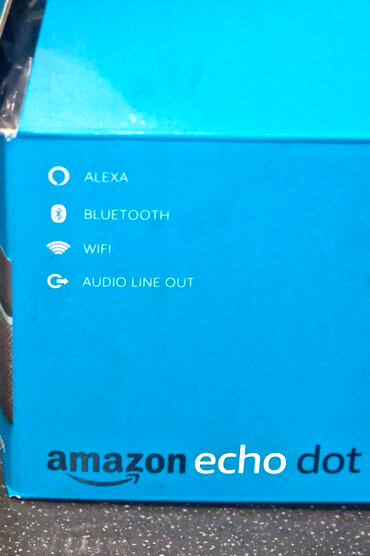 ALEXA
BLUETOOTH
WIFI
AUDIO LINE OUT
amazon echo dot